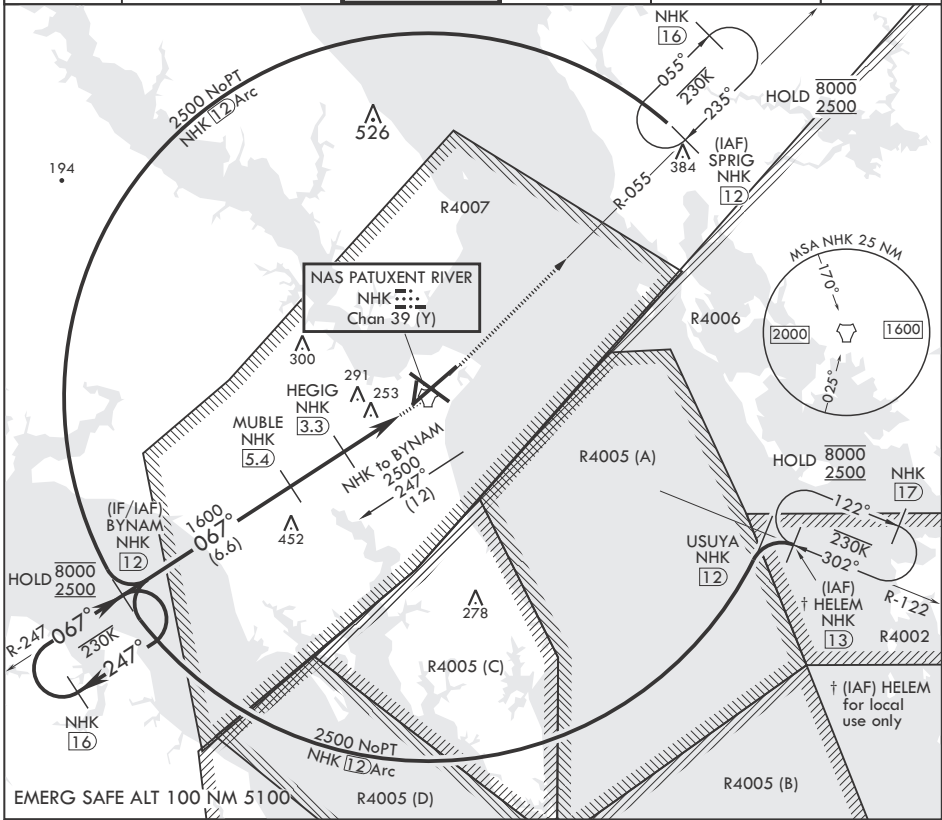 NHK
16
055°
230K
235°
HOLD 8000
2500
2500 NoPT
NHK 12 Arc
526
194
(IAF)
SPRIG
NHK
12
384
R-055
R4007
MSA NHK 25 NM
170°
2000
1600
025°
NAS PATUXENT RIVER
NHK
Chan 39 (Y)
R4006
300
291
253
HEGIG
NHK
3.3
MUBLE
NHK
5.4
NHK to BYNAM
2500
247°
(12)
R4005 (A)
HOLD 8000
2500
NHK
17
122°
230K
302°
R-122
(IF/IAF)
BYNAM
NHK
12
1600
067°
(6.6)
452
USUYA
NHK
12
(IAF)
† HELEM
NHK
13
R4002
HOLD 8000
2500
R-247
067°
230K
247°
NHK
16
278
R4005 (C)
† (IAF) HELEM
for local
use only
2500 NoPT
NHK 12 Arc
R4005 (B)
R4005 (D)
EMERG SAFE ALT 100 NM 5100